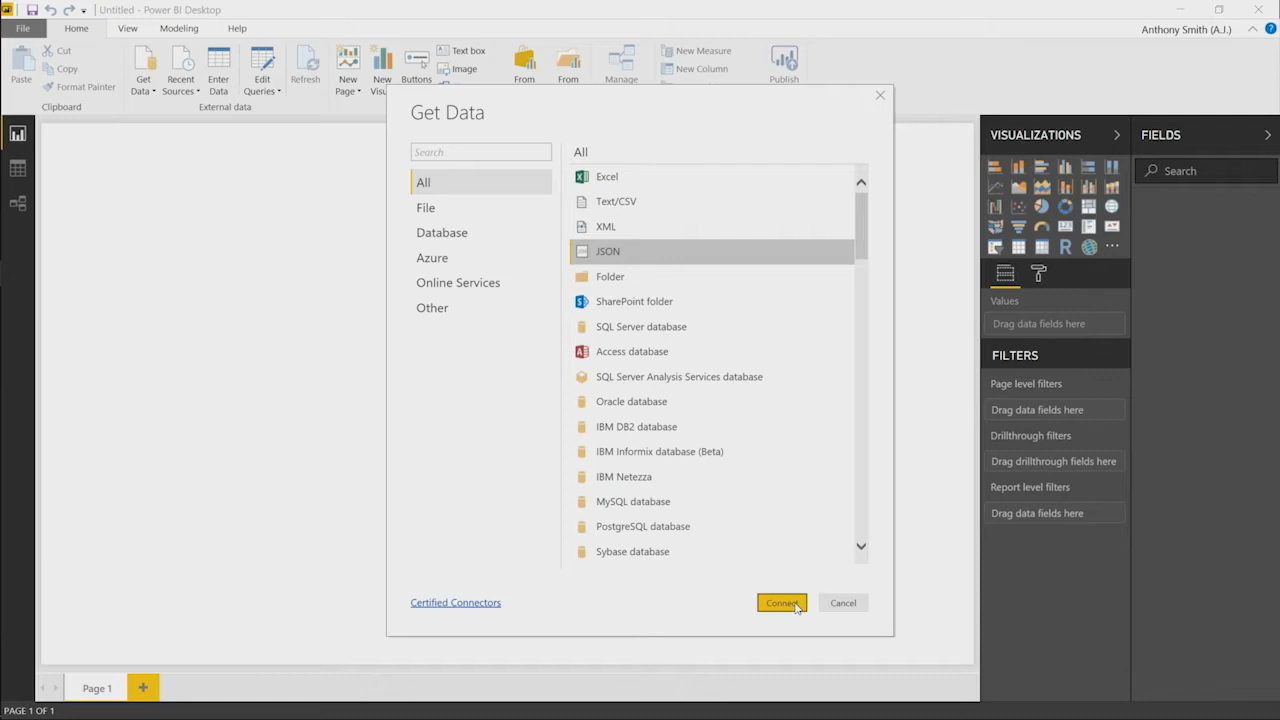 Untitled - Power BI Desktop
File
Home
View
Modeling
Help
Anthony Smith (A.J.)
Paste
Cut
Copy
Format Painter
Clipboard
Get
Data
Recent
Sources
Enter
Data
Edit
Queries
External data
Refresh
New
Page
New
Buttons
Text box
Image
From
From
Manage
New Measure
New Column
Publish
Get Data
Search
All
File
Database
Azure
Online Services
Other
All
Excel
Text/CSV
XML
JSON
Folder
SharePoint folder
SQL Server database
Access database
SQL Server Analysis Services database
Oracle database
IBM DB2 database
IBM Informix database (Beta)
IBM Netezza
MySQL database
PostgreSQL database
Sybase database
Certified Connectors
Connect
Cancel
VISUALIZATIONS
R
Values
Drag data fields here
FILTERS
Page level filters
Drag data fields here
Drillthrough filters
Drag drillthrough fields here
Report level filters
Drag data fields here
FIELDS
Search
Page 1
PAGE 1 OF 1